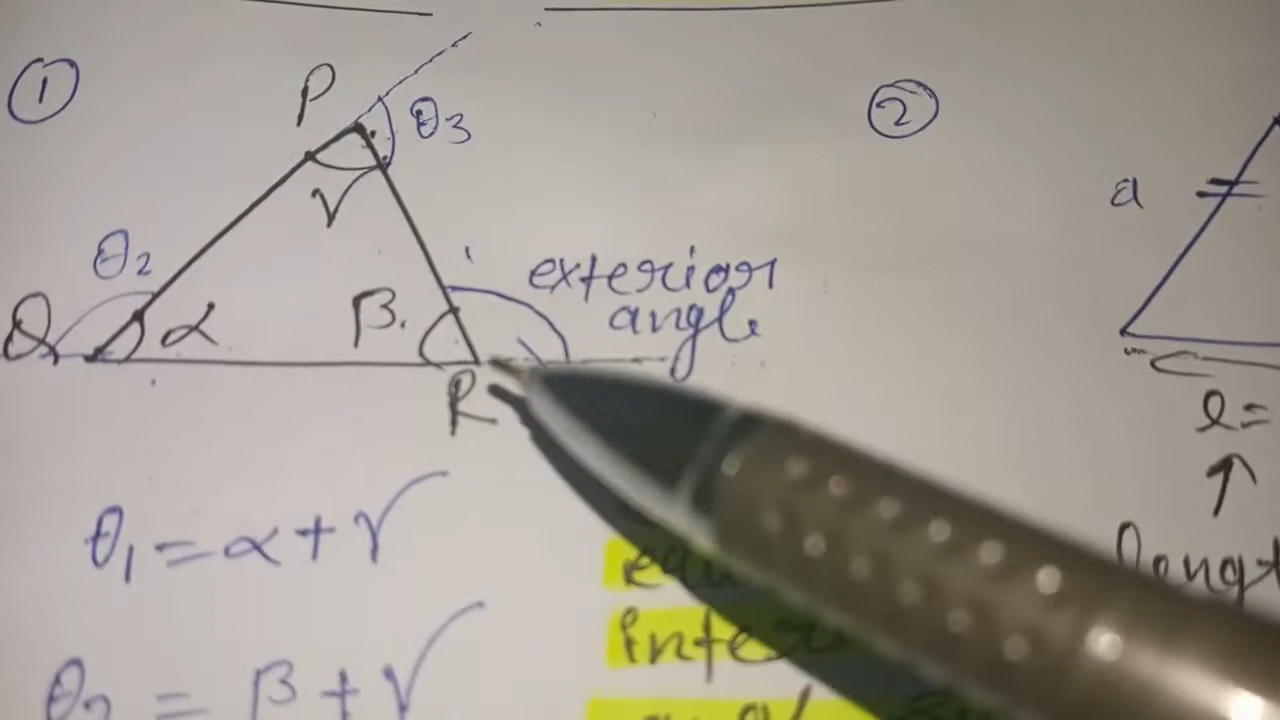 ①
P
θ3
γ
θ2
Q
α
β
exterior
angle
R
θ1 = α + γ
θ2 = β + γ
②
a
l =